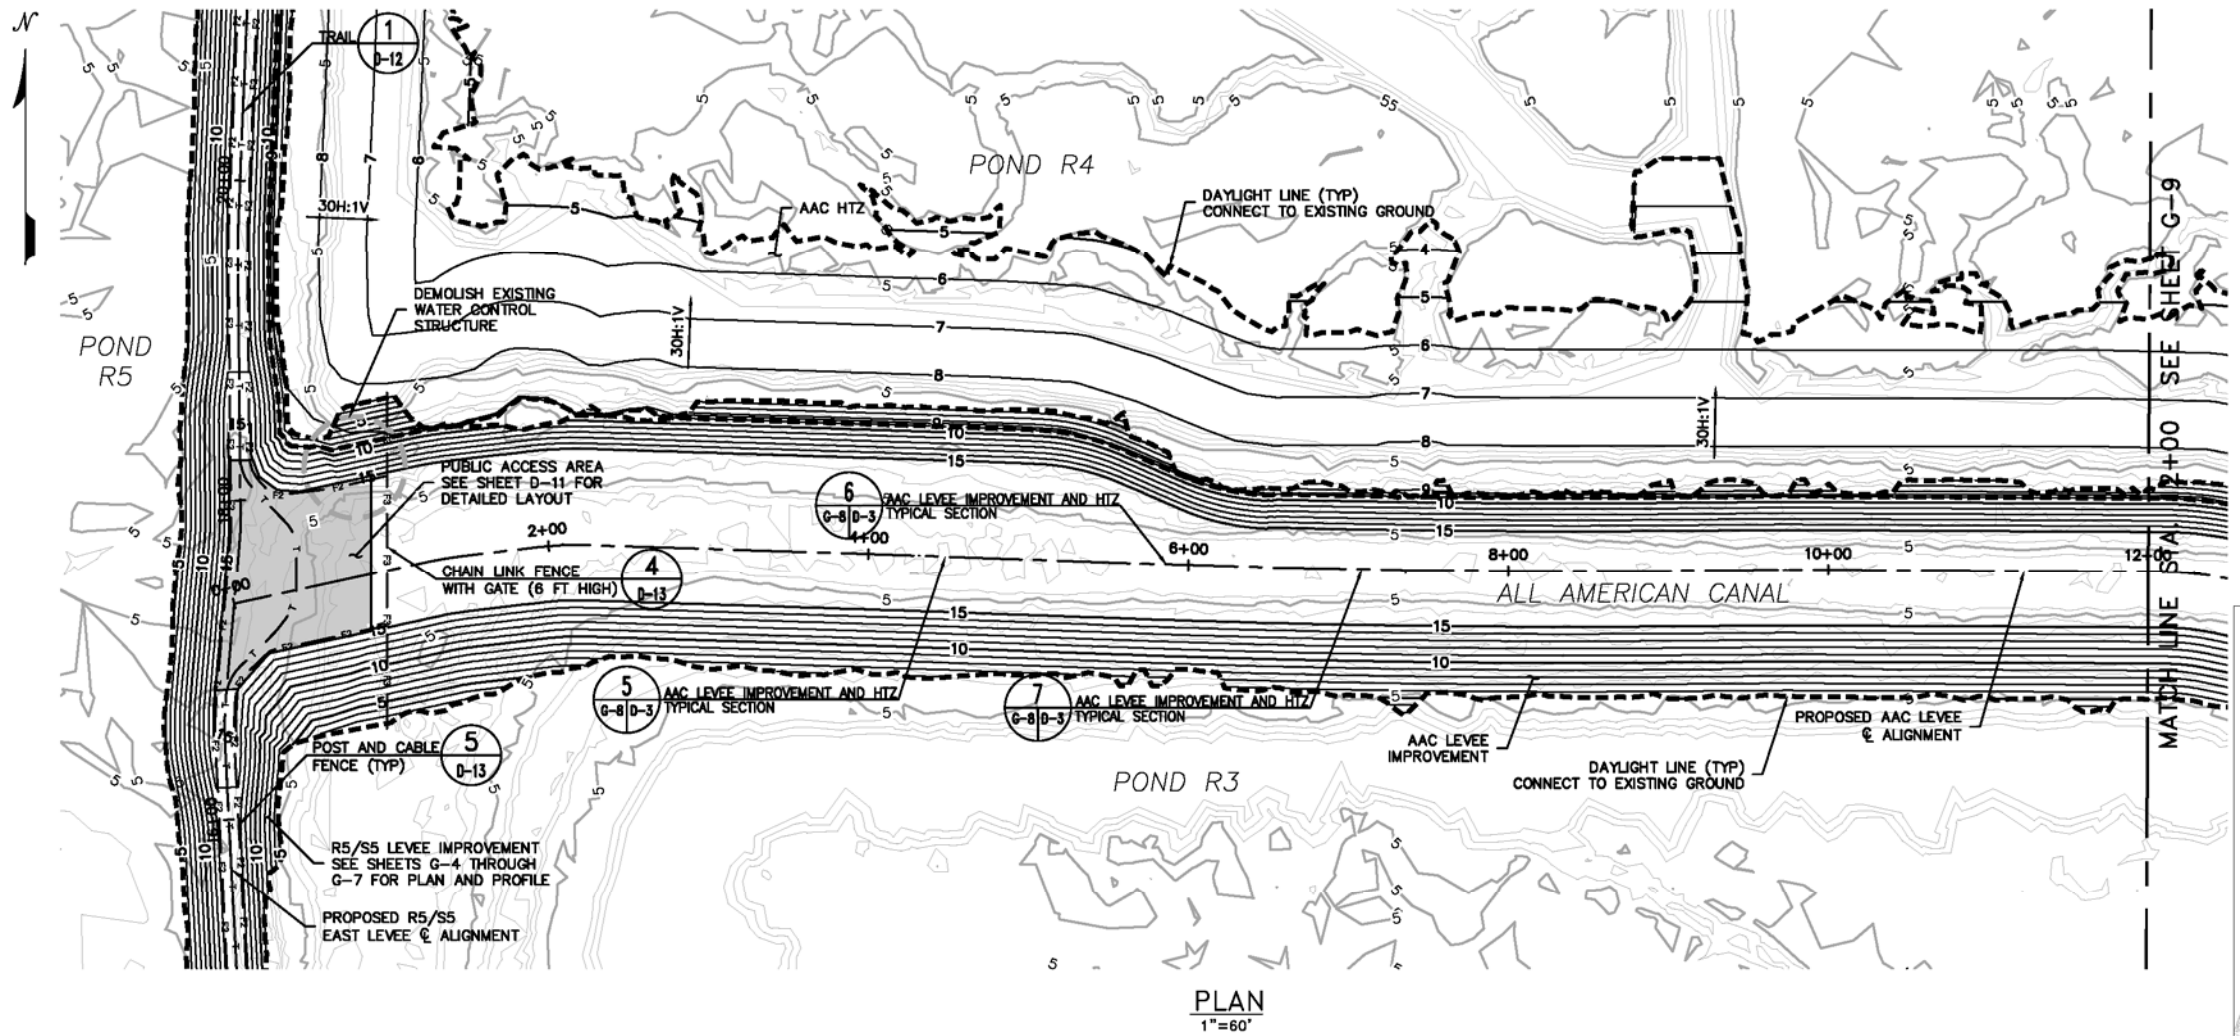 N
TRAIL
1
D-12
POND R4
AAC HTZ
DAYLIGHT LINE (TYP)
CONNECT TO EXISTING GROUND
30H:1V
DEMOLISH EXISTING
WATER CONTROL
STRUCTURE
30H:1V
30H:1V
POND
R5
PUBLIC ACCESS AREA
SEE SHEET D-11 FOR
DETAILED LAYOUT
6
G-8 D-3
AAC LEVEE IMPROVEMENT AND HTZ
TYPICAL SECTION
2+00
4+00
6+00
8+00
10+00
12+00
CHAIN LINK FENCE
WITH GATE (6 FT HIGH)
4
D-13
ALL AMERICAN CANAL
5
G-8 D-3
AAC LEVEE IMPROVEMENT AND HTZ
TYPICAL SECTION
7
G-8 D-3
AAC LEVEE IMPROVEMENT AND HTZ
TYPICAL SECTION
AAC LEVEE
IMPROVEMENT
PROPOSED AAC LEVEE
℄ ALIGNMENT
DAYLIGHT LINE (TYP)
CONNECT TO EXISTING GROUND
POST AND CABLE
FENCE (TYP)
5
D-13
POND R3
R5/S5 LEVEE IMPROVEMENT
SEE SHEETS G-4 THROUGH
G-7 FOR PLAN AND PROFILE
PROPOSED R5/S5
EAST LEVEE ℄ ALIGNMENT
MATCH LINE STA. 12+00 SEE SHEET G-9
PLAN
1"=60'